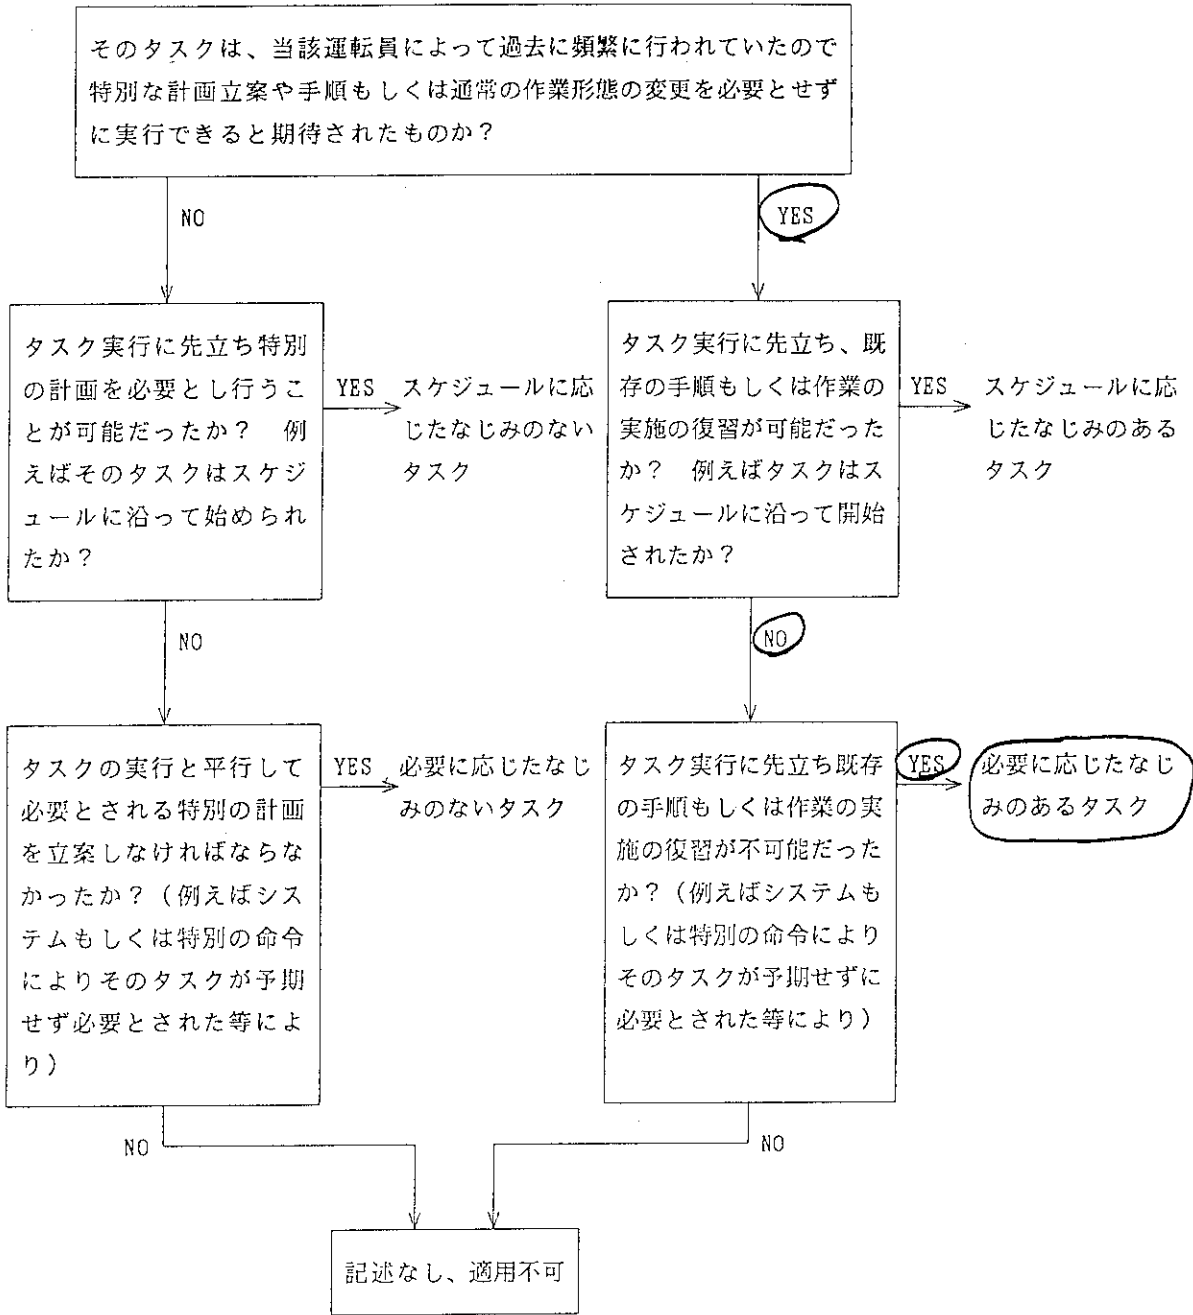 そのタスクは、当該運転員によって過去に頻繁に行われていたので
特別な計画立案や手順もしくは通常の作業形態の変更を必要とせず
に実行できると期待されたものか?
NO
YES
タスク実行に先立ち特別
の計画を必要とし行うこ
とが可能だったか? 例
えばそのタスクはスケジ
ュールに沿って始められ
たか?
YES
スケジュールに応
じたなじみのない
タスク
タスク実行に先立ち、既
存の手順もしくは作業の
実施の復習が可能だった
か? 例えばタスクはス
ケジュールに沿って開始
されたか?
YES
スケジュールに応
じたなじみのある
タスク
NO
NO
タスクの実行と平行して
必要とされる特別の計画
を立案しなければならな
かったか?(例えばシス
テムもしくは特別の命令
によりそのタスクが予期
せず必要とされた等によ
り)
YES
必要に応じたなじ
みのないタスク
タスク実行に先立ち既存
の手順もしくは作業の実
施の復習が不可能だった
か?(例えばシステムも
しくは特別の命令により
そのタスクが予期せずに
必要とされた等により)
YES
必要に応じたなじ
みのあるタスク
NO
NO
記述なし、適用不可